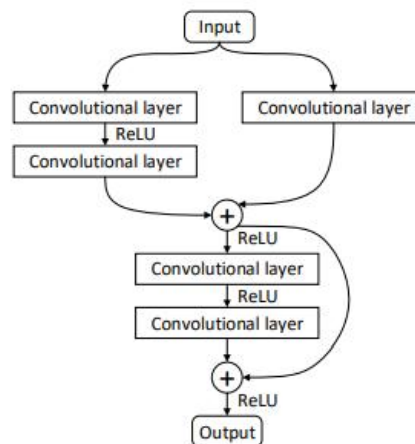 Input
Convolutional layer
Convolutional layer
ReLU
Convolutional layer
+
ReLU
Convolutional layer
ReLU
Convolutional layer
+
ReLU
Output